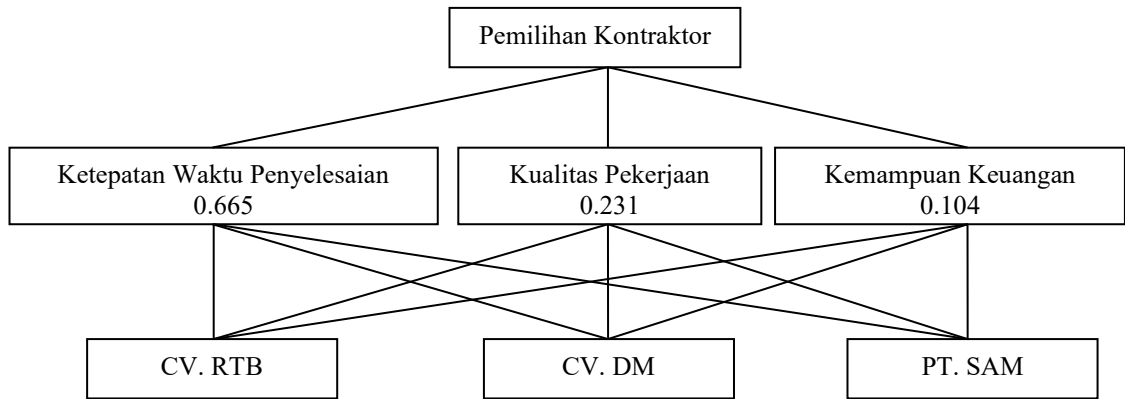 Pemilihan Kontraktor
Ketepatan Waktu Penyelesaian
0.665
Kualitas Pekerjaan
0.231
Kemampuan Keuangan
0.104
CV. RTB
CV. DM
PT. SAM